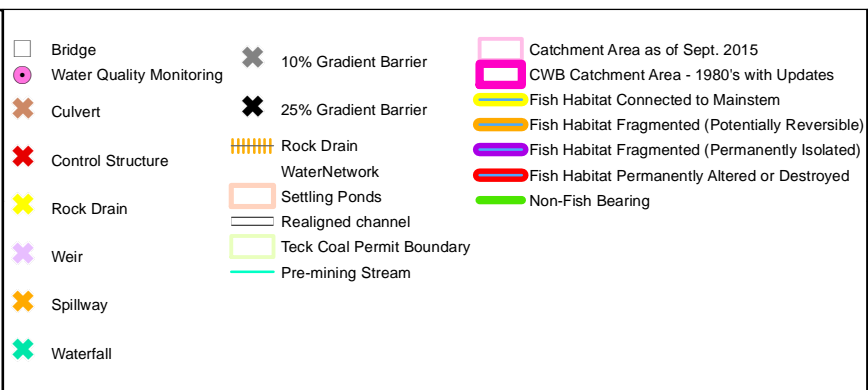 Bridge
Water Quality Monitoring
Culvert
Control Structure
Rock Drain
Weir
Spillway
Waterfall
10% Gradient Barrier
25% Gradient Barrier
Rock Drain
WaterNetwork
Settling Ponds
Realigned channel
Teck Coal Permit Boundary
Pre-mining Stream
Catchment Area as of Sept. 2015
CWB Catchment Area - 1980's with Updates
Fish Habitat Connected to Mainstem
Fish Habitat Fragmented (Potentially Reversible)
Fish Habitat Fragmented (Permanently Isolated)
Fish Habitat Permanently Altered or Destroyed
Non-Fish Bearing